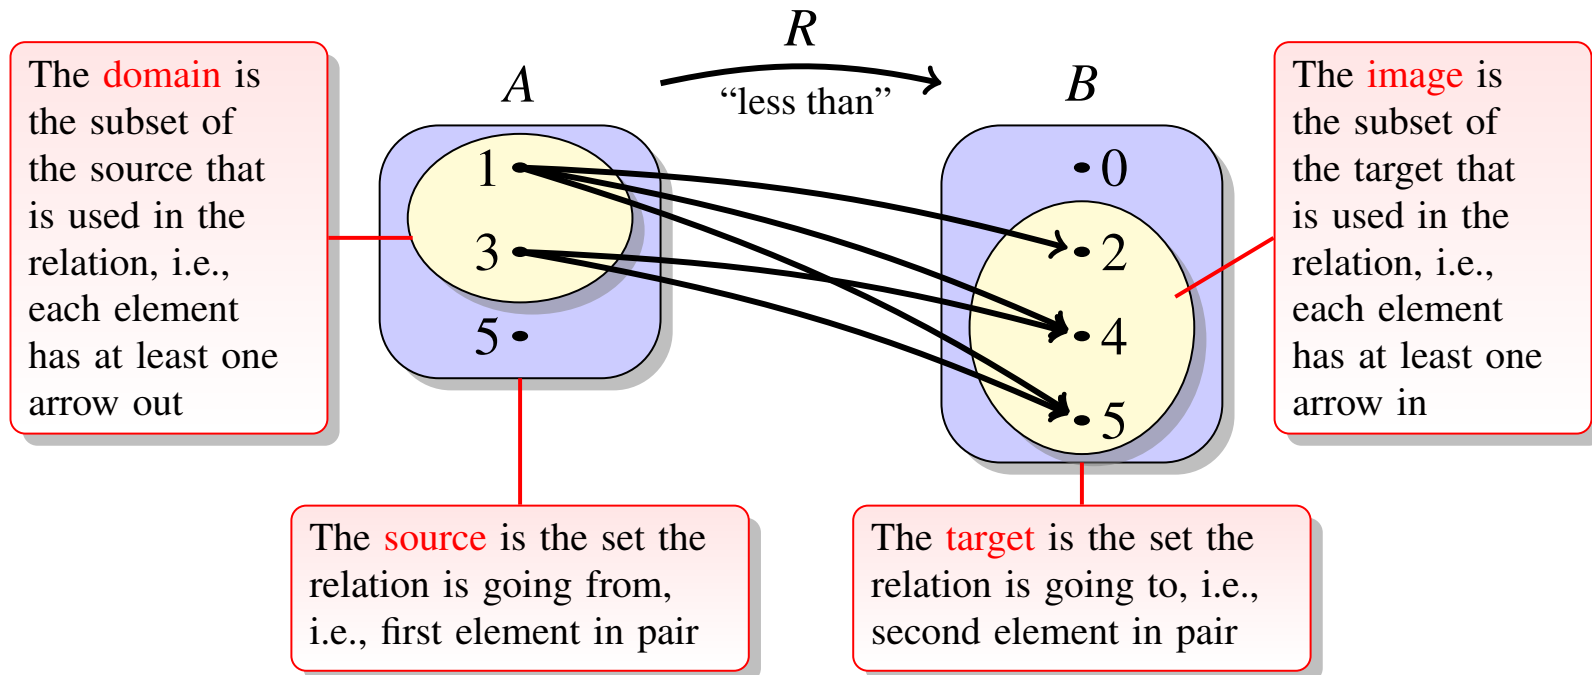 R
“less than”
A
B
The domain is
the subset of
the source that
is used in the
relation, i.e.,
each element
has at least one
arrow out
1
3
5
0
2
4
5
The image is
the subset of
the target that
is used in the
relation, i.e.,
each element
has at least one
arrow in
The source is the set the
relation is going from,
i.e., first element in pair
The target is the set the
relation is going to, i.e.,
second element in pair